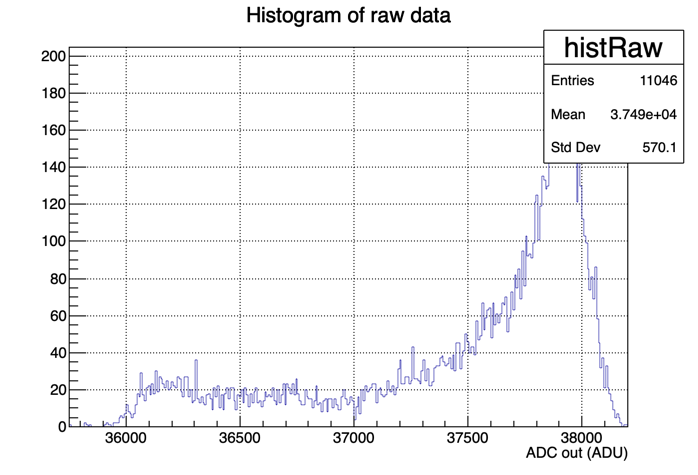 Histogram of raw data
histRaw
Entries 11046
Mean 3.749e+04
Std Dev 570.1
200
180
160
140
120
100
80
60
40
20
0
36000 36500 37000 37500 38000
ADC out (ADU)